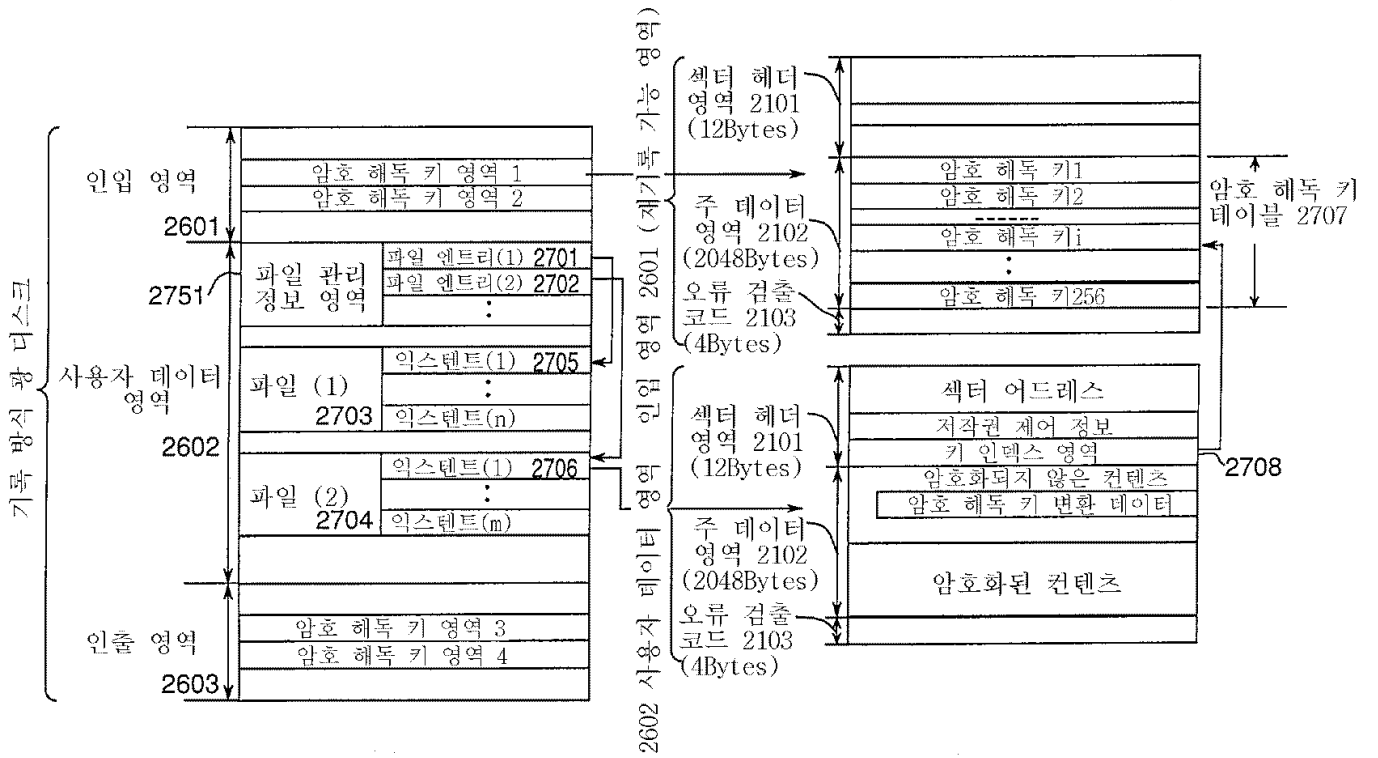 기록 방식 광 디스크
인입 영역
2601
암호 해독 키 영역 1
암호 해독 키 영역 2
사용자 데이터
영역
2602
2751
파일 관리
정보 영역
파일 엔트리(1) 2701
파일 엔트리(2) 2702
파일 (1)
2703
익스텐트(1) 2705
익스텐트(n)
파일 (2)
2704
익스텐트(1) 2706
익스텐트(m)
인출 영역
2603
암호 해독 키 영역 3
암호 해독 키 영역 4
인입 영역 2601 (재기록 가능 영역)
섹터 헤더
영역 2101
(12Bytes)
주 데이터
영역 2102
(2048Bytes)
오류 검출
코드 2103
(4Bytes)
암호 해독 키1
암호 해독 키2
암호 해독 키i
암호 해독 키256
암호 해독 키
테이블 2707
2602 사용자 데이터 영역
섹터 헤더
영역 2101
(12Bytes)
주 데이터
영역 2102
(2048Bytes)
오류 검출
코드 2103
(4Bytes)
섹터 어드레스
저작권 제어 정보
키 인덱스 영역
2708
암호화되지 않은 컨텐츠
암호 해독 키 변환 데이터
암호화된 컨텐츠